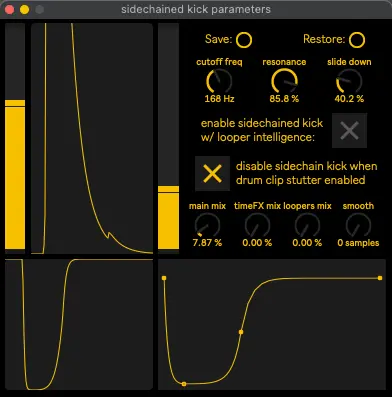 sidechained kick parameters
Save:
Restore:
cutoff freq
resonance
slide down
168 Hz
85.8 %
40.2 %
enable sidechained kick
w/ looper intelligence:
disable sidechain kick when
drum clip stutter enabled
main mix
timeFX mix
loopers mix
smooth
7.87 %
0.00 %
0.00 %
0 samples